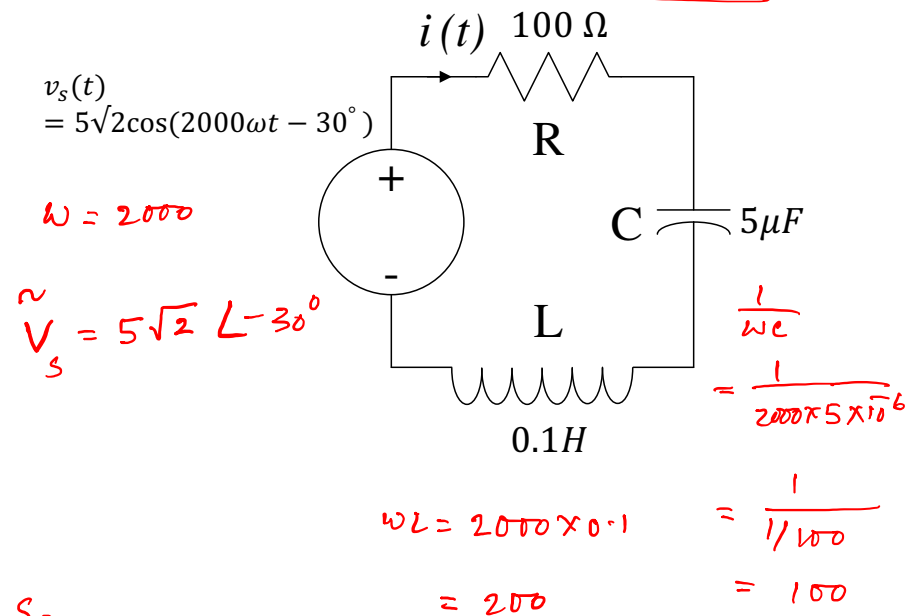 i(t) 100 Ω
v_s(t)
= 5√2cos(2000ωt − 30°)
R
+
ω = 2000
C 5μF
-
Ṽ_s = 5√2 ∠-30°
L
1/ωc
= 1/(2000×5×10^-6)
0.1H
ωL = 2000×0.1
= 1/(1/100)
= 200
= 100